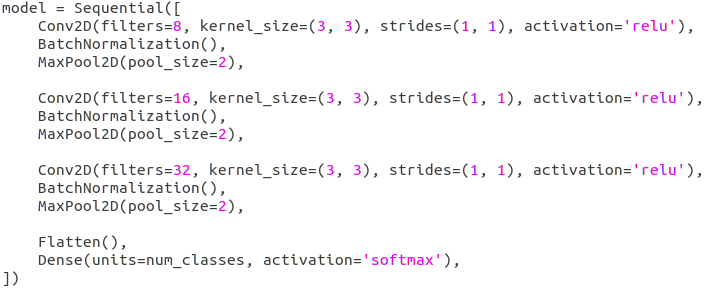 model = Sequential([
    Conv2D(filters=8, kernel_size=(3, 3), strides=(1, 1), activation='relu'),
    BatchNormalization(),
    MaxPool2D(pool_size=2),

    Conv2D(filters=16, kernel_size=(3, 3), strides=(1, 1), activation='relu'),
    BatchNormalization(),
    MaxPool2D(pool_size=2),

    Conv2D(filters=32, kernel_size=(3, 3), strides=(1, 1), activation='relu'),
    BatchNormalization(),
    MaxPool2D(pool_size=2),

    Flatten(),
    Dense(units=num_classes, activation='softmax'),
])